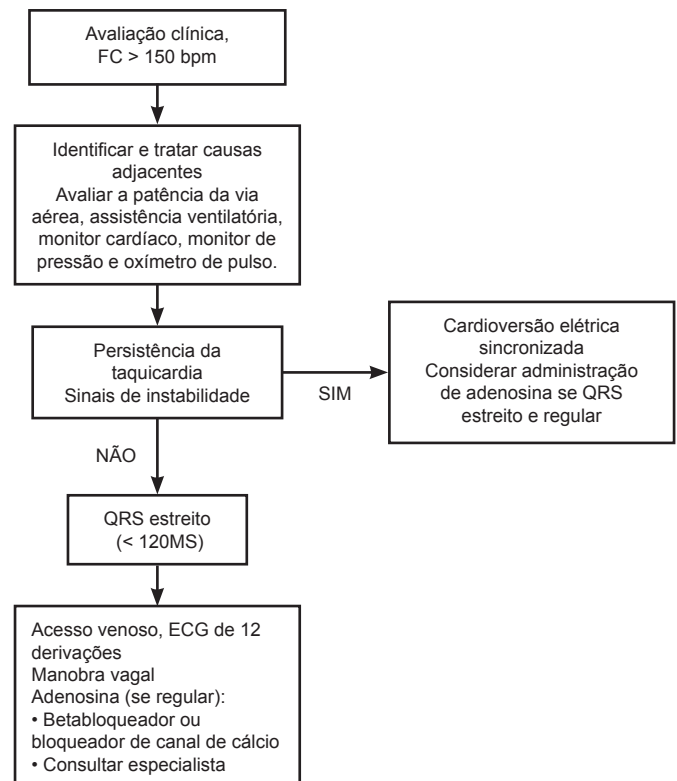 Avaliação clínica,
FC > 150 bpm
Identificar e tratar causas
adjacentes
Avaliar a patência da via
aérea, assistência ventilatória,
monitor cardíaco, monitor de
pressão e oxímetro de pulso.
Persistência da
taquicardia
Sinais de instabilidade
SIM
Cardioversão elétrica
sincronizada
Considerar administração
de adenosina se QRS
estreito e regular
NÃO
QRS estreito
(< 120MS)
Acesso venoso, ECG de 12
derivações
Manobra vagal
Adenosina (se regular):
• Betabloqueador ou
bloqueador de canal de cálcio
• Consultar especialista